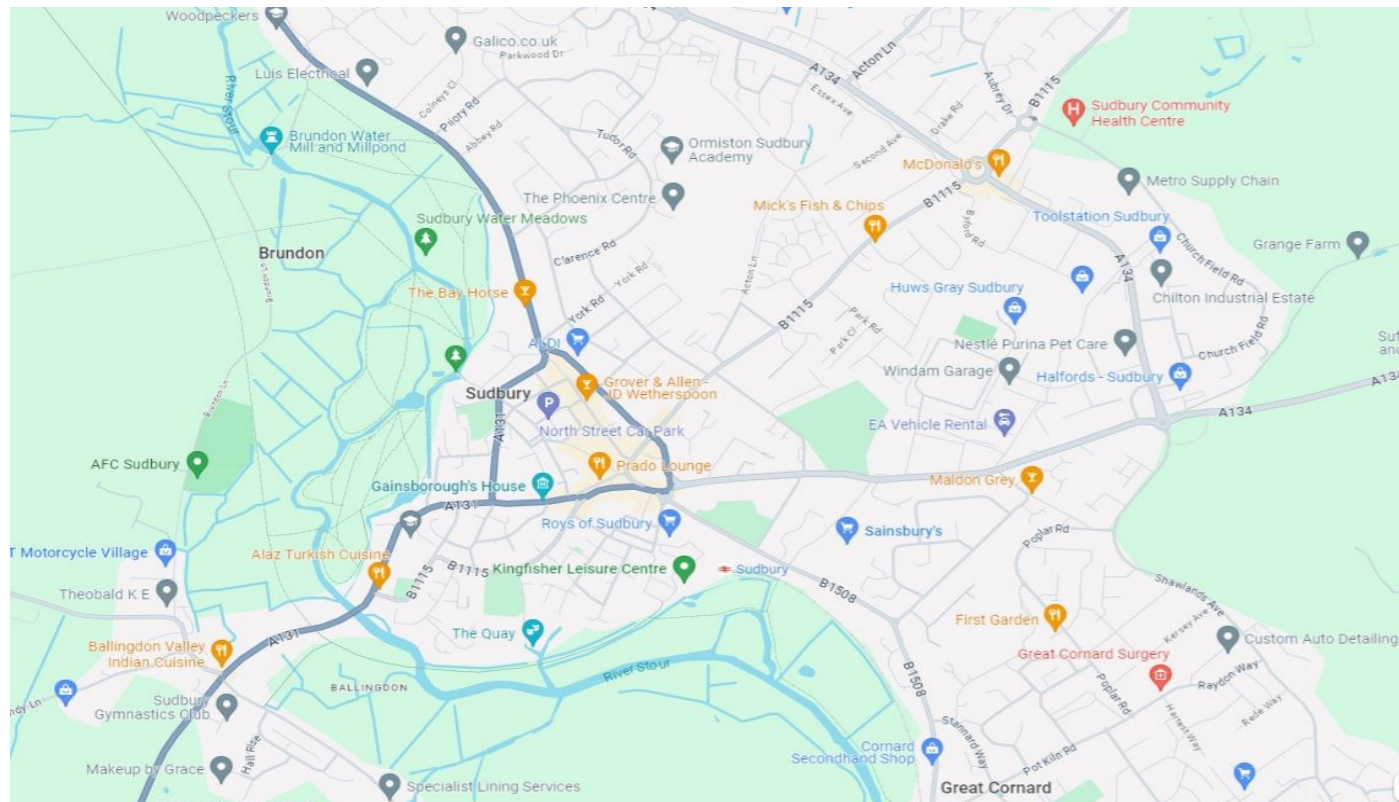 Woodpeckers
Galico.co.uk
Parkwood Dr
Luis Electrical
Colneys Cl
Priory Rd
Abbey Rd
River Stour
A134
Acton Ln
Essex Ave
Aubrey Dr
B1115
Drake Rd
Second Ave
Sudbury Community
Health Centre
Brundon Water
Mill and Millpond
Tudor Rd
Ormiston Sudbury
Academy
McDonald's
Metro Supply Chain
The Phoenix Centre
Mick's Fish & Chips
B1115
Toolstation Sudbury
Sudbury Water Meadows
Byford Rd
Church Field Rd
Grange Farm
Brundon
Clarence Rd
York Rd
Acton Ln
A134
Chilton Industrial Estate
The Bay Horse
Huws Gray Sudbury
York Rd
B1115
Park Rd
Park Cl
ALDI
Nestlé Purina Pet Care
Church Field Rd
Suf
and
Windam Garage
Halfords - Sudbury
A134
Brundon Ln
Sudbury
Grover & Allen -
JD Wetherspoon
A131
North Street Car Park
EA Vehicle Rental
A134
AFC Sudbury
Prado Lounge
Gainsborough's House
Maldon Grey
A131
Roys of Sudbury
Sainsbury's
Poplar Rd
T Motorcycle Village
Alaz Turkish Cuisine
B1115
B1115
Kingfisher Leisure Centre
Sudbury
B1508
Shawlands Ave
Theobald K E
First Garden
Kersey Ave
The Quay
A131
Custom Auto Detailing
Ballingdon Valley
Indian Cuisine
River Stour
Great Cornard Surgery
B1508
Raydon Way
BALLINGDON
Poplar Rd
Rede Way
Sudbury
Gymnastics Club
ndy Ln
Hartest Way
Stannard Way
Hall Rise
Cornard
Secondhand Shop
Pot Kiln Rd
Makeup by Grace
Specialist Lining Services
Great Cornard